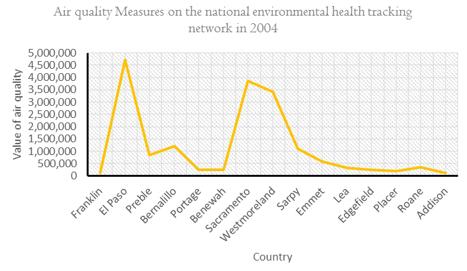 Air quality Measures on the national environmental health tracking
network in 2004
Value of air quality
5,000,000
4,500,000
4,000,000
3,500,000
3,000,000
2,500,000
2,000,000
1,500,000
1,000,000
500,000
0
Franklin
El Paso
Preble
Bernalillo
Portage
Benewah
Sacramento
Westmoreland
Sarpy
Emmet
Lea
Edgefield
Placer
Roane
Addison
Country